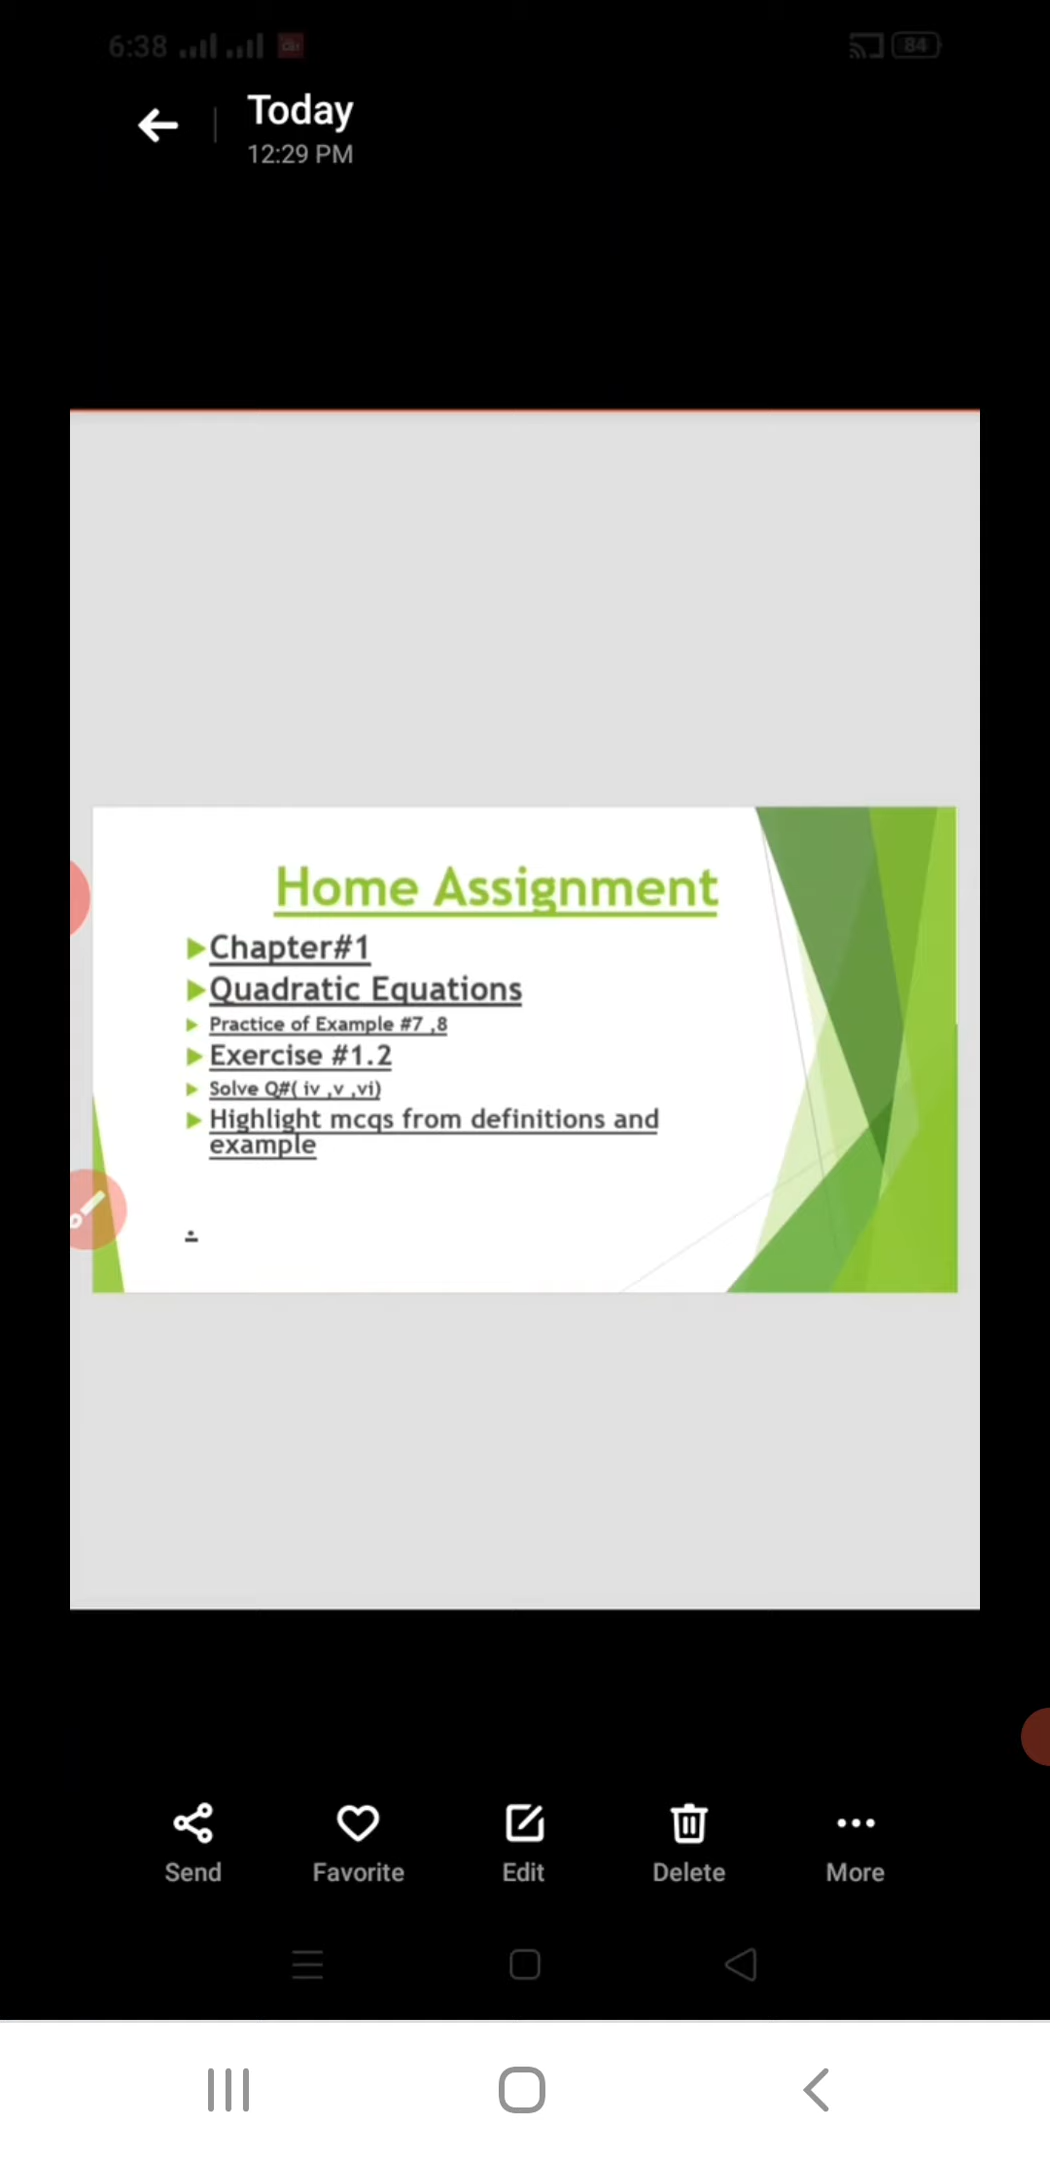 6:38
84
Today
12:29 PM
Home Assignment
Chapter#1
Quadratic Equations
Practice of Example #7 ,8
Exercise #1.2
Solve Q#( iv ,v ,vi)
Highlight mcqs from definitions and
example
.
Send Favorite Edit Delete More